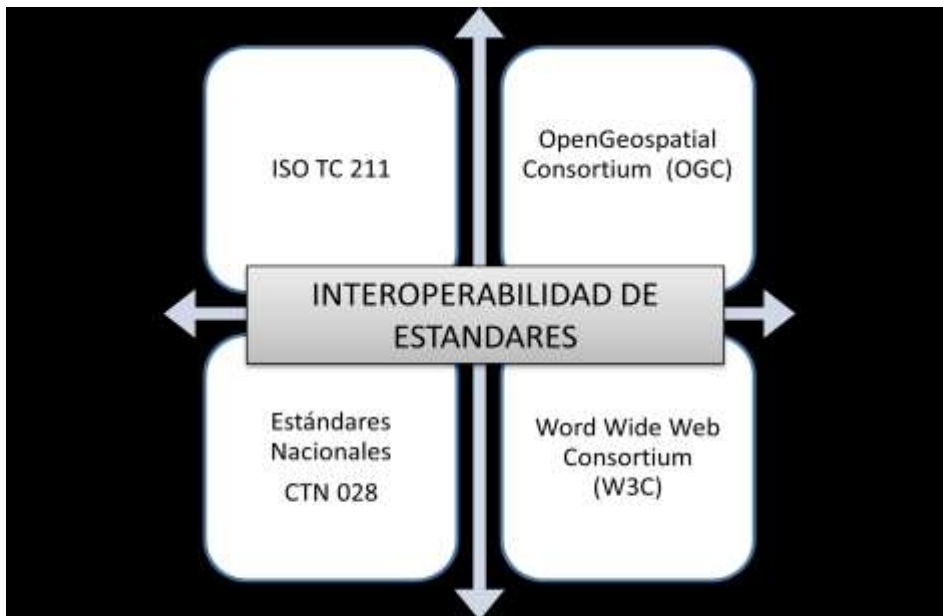 ISO TC 211
OpenGeospatial
Consortium (OGC)
INTEROPERABILIDAD DE
ESTANDARES
Estándares
Nacionales
CTN 028
Word Wide Web
Consortium
(W3C)